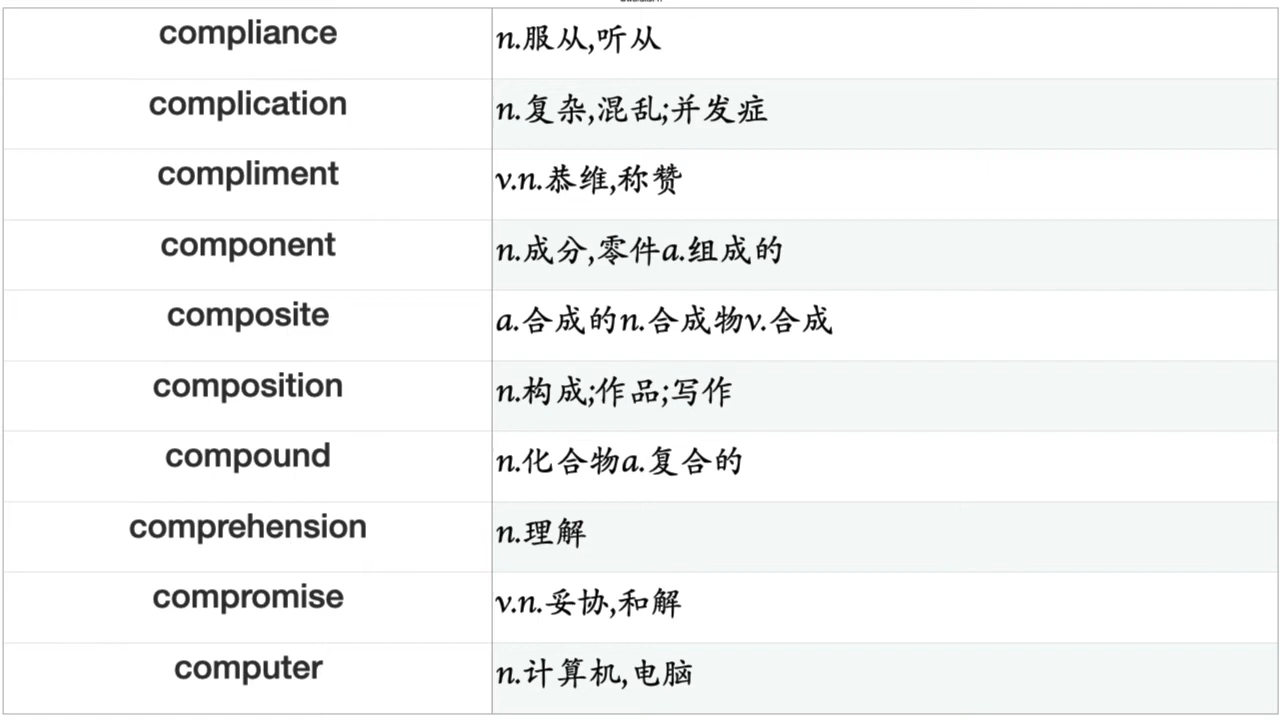 compliance n.服从,听从
complication n.复杂,混乱;并发症
compliment v.n.恭维,称赞
component n.成分,零件a.组成的
composite a.合成的n.合成物v.合成
composition n.构成;作品;写作
compound n.化合物a.复合的
comprehension n.理解
compromise v.n.妥协,和解
computer n.计算机,电脑